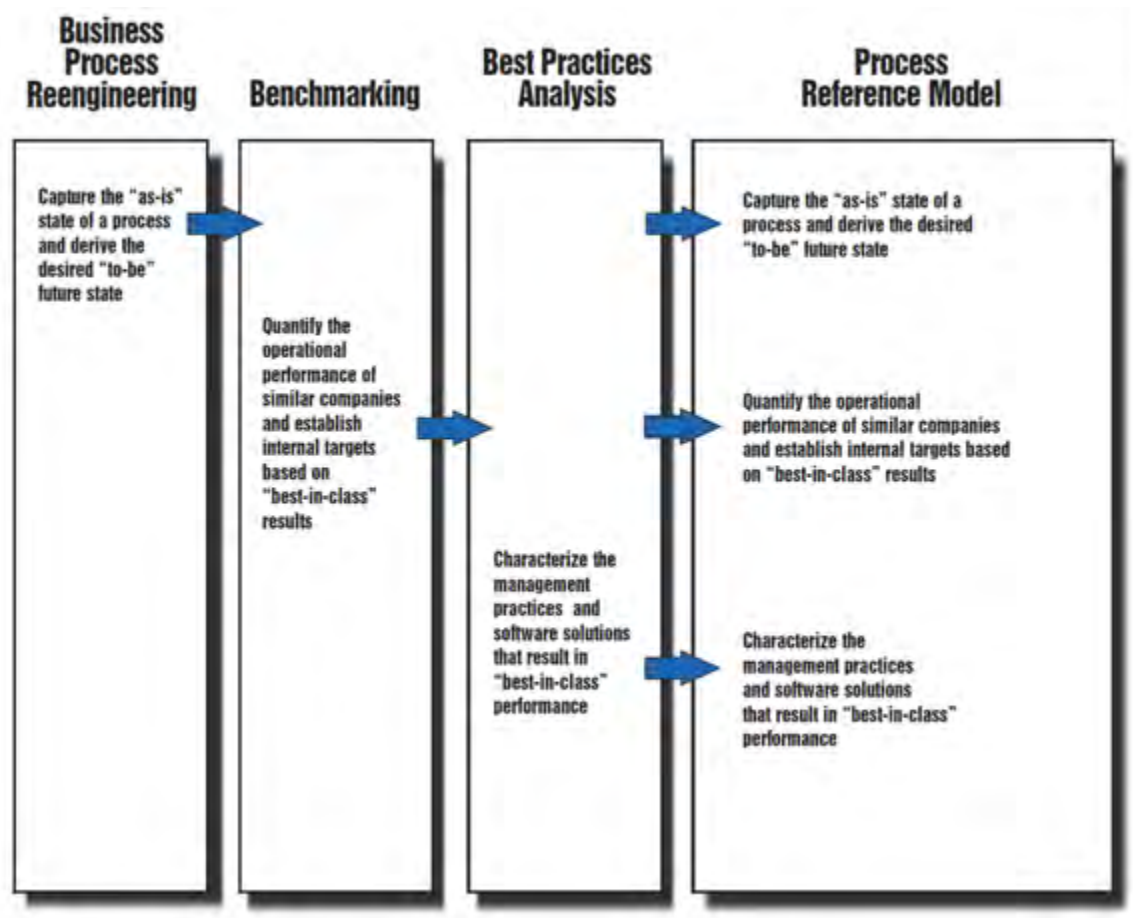 Business
Process
Reengineering
Benchmarking
Best Practices
Analysis
Process
Reference Model
Capture the “as-is”
state of a process
and derive the
desired “to-be”
future state
Quantify the
operational
performance of
similar companies
and establish
internal targets
based on
“best-in-class”
results
Characterize the
management
practices and
software solutions
that result in
“best-in-class”
performance
Capture the “as-is” state of a
process and derive the desired
“to-be” future state
Quantify the operational
performance of similar companies
and establish internal targets based
on “best-in-class” results
Characterize the
management practices
and software solutions
that result in “best-in-class”
performance